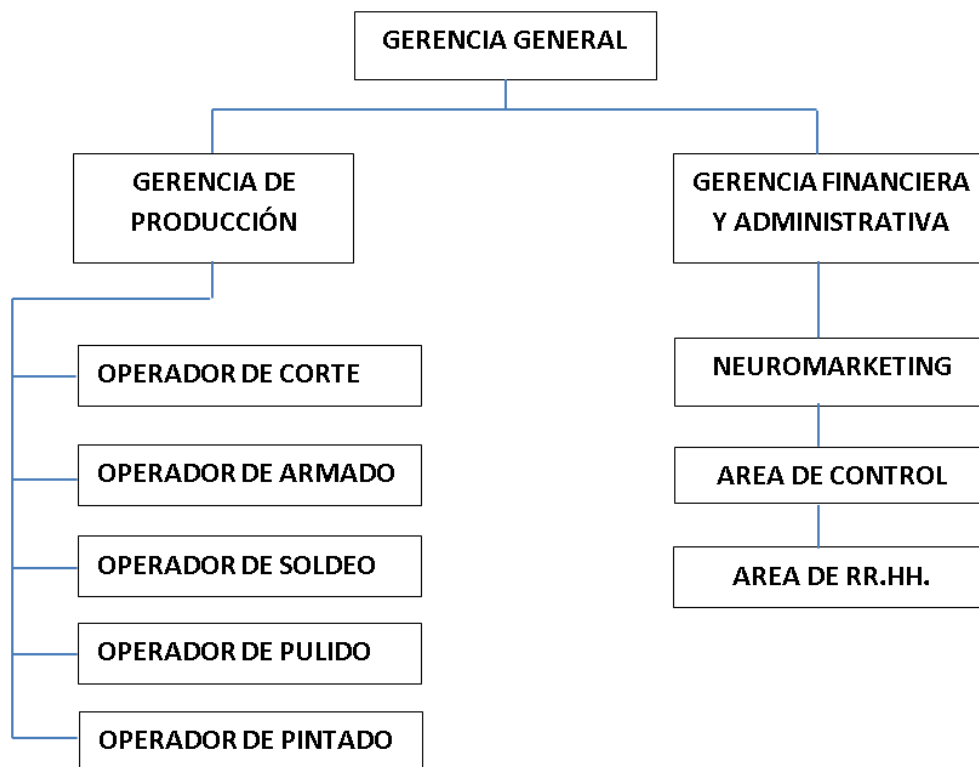 GERENCIA GENERAL
GERENCIA DE
PRODUCCIÓN
GERENCIA FINANCIERA
Y ADMINISTRATIVA
OPERADOR DE CORTE
OPERADOR DE ARMADO
OPERADOR DE SOLDEO
OPERADOR DE PULIDO
OPERADOR DE PINTADO
NEUROMARKETING
AREA DE CONTROL
AREA DE RR.HH.